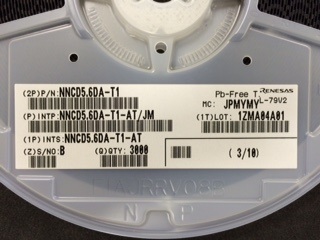 (2P)P/N:NNCD5.6DA-T1
Pb-Free
RENESAS
MC: JPMYMY
L-79V2
(P)INTP:NNCD5.6DA-T1-AT/JM
(1T)LOT: 1ZMA04A01
(1P)INTS:NNCD5.6DA-T1-AT
(Z)S/NO:B (Q)QTY: 3000
( 3/10)
N P